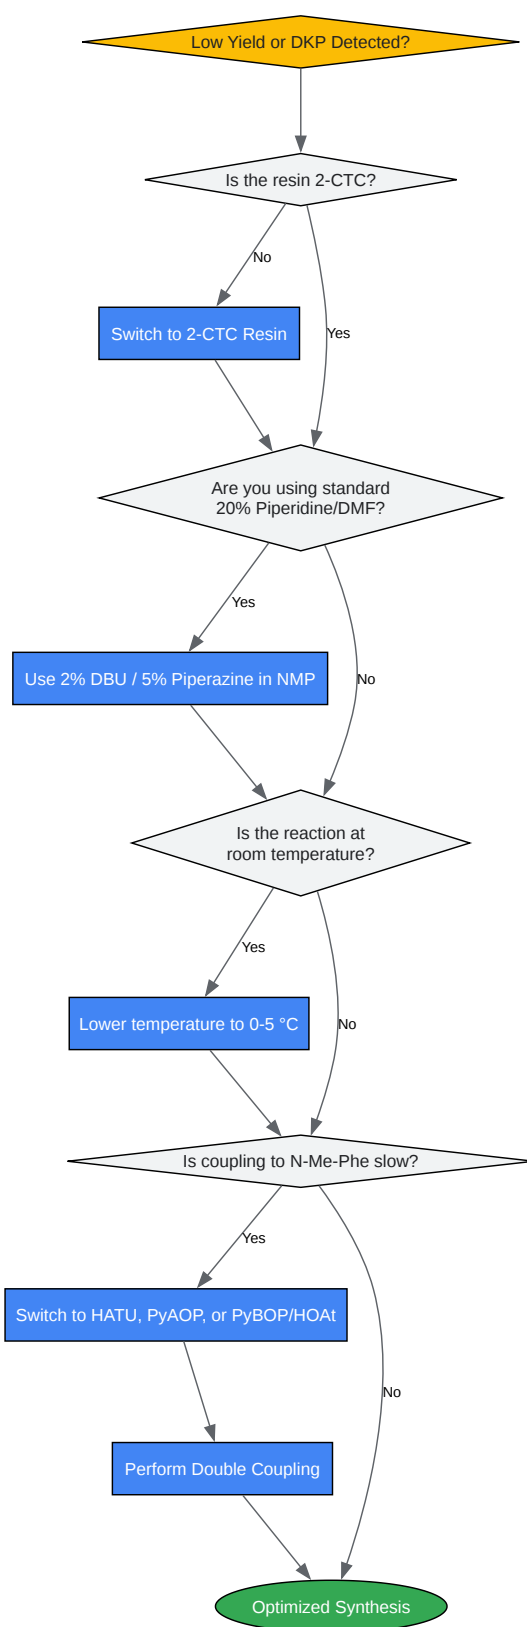 Low Yield or DKP Detected?
Is the resin 2-CTC?
No
Switch to 2-CTC Resin
Yes
Are you using standard
20% Piperidine/DMF?
Yes
Use 2% DBU / 5% Piperazine in NMP
No
Is the reaction at
room temperature?
Yes
Lower temperature to 0-5 °C
No
Is coupling to N-Me-Phe slow?
Yes
Switch to HATU, PyAOP, or PyBOP/HOAt
No
Perform Double Coupling
Optimized Synthesis